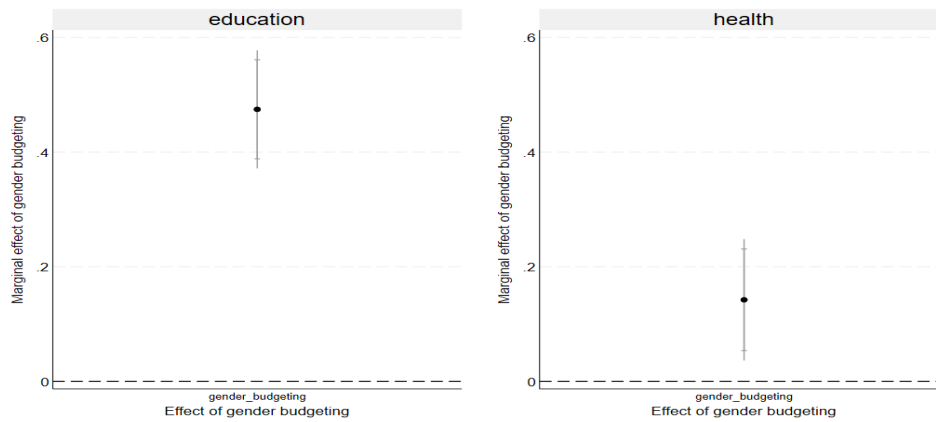 education
Marginal effect of gender budgeting
.6
.4
.2
0
gender_budgeting
Effect of gender budgeting
health
Marginal effect of gender budgeting
.6
.4
.2
0
gender_budgeting
Effect of gender budgeting